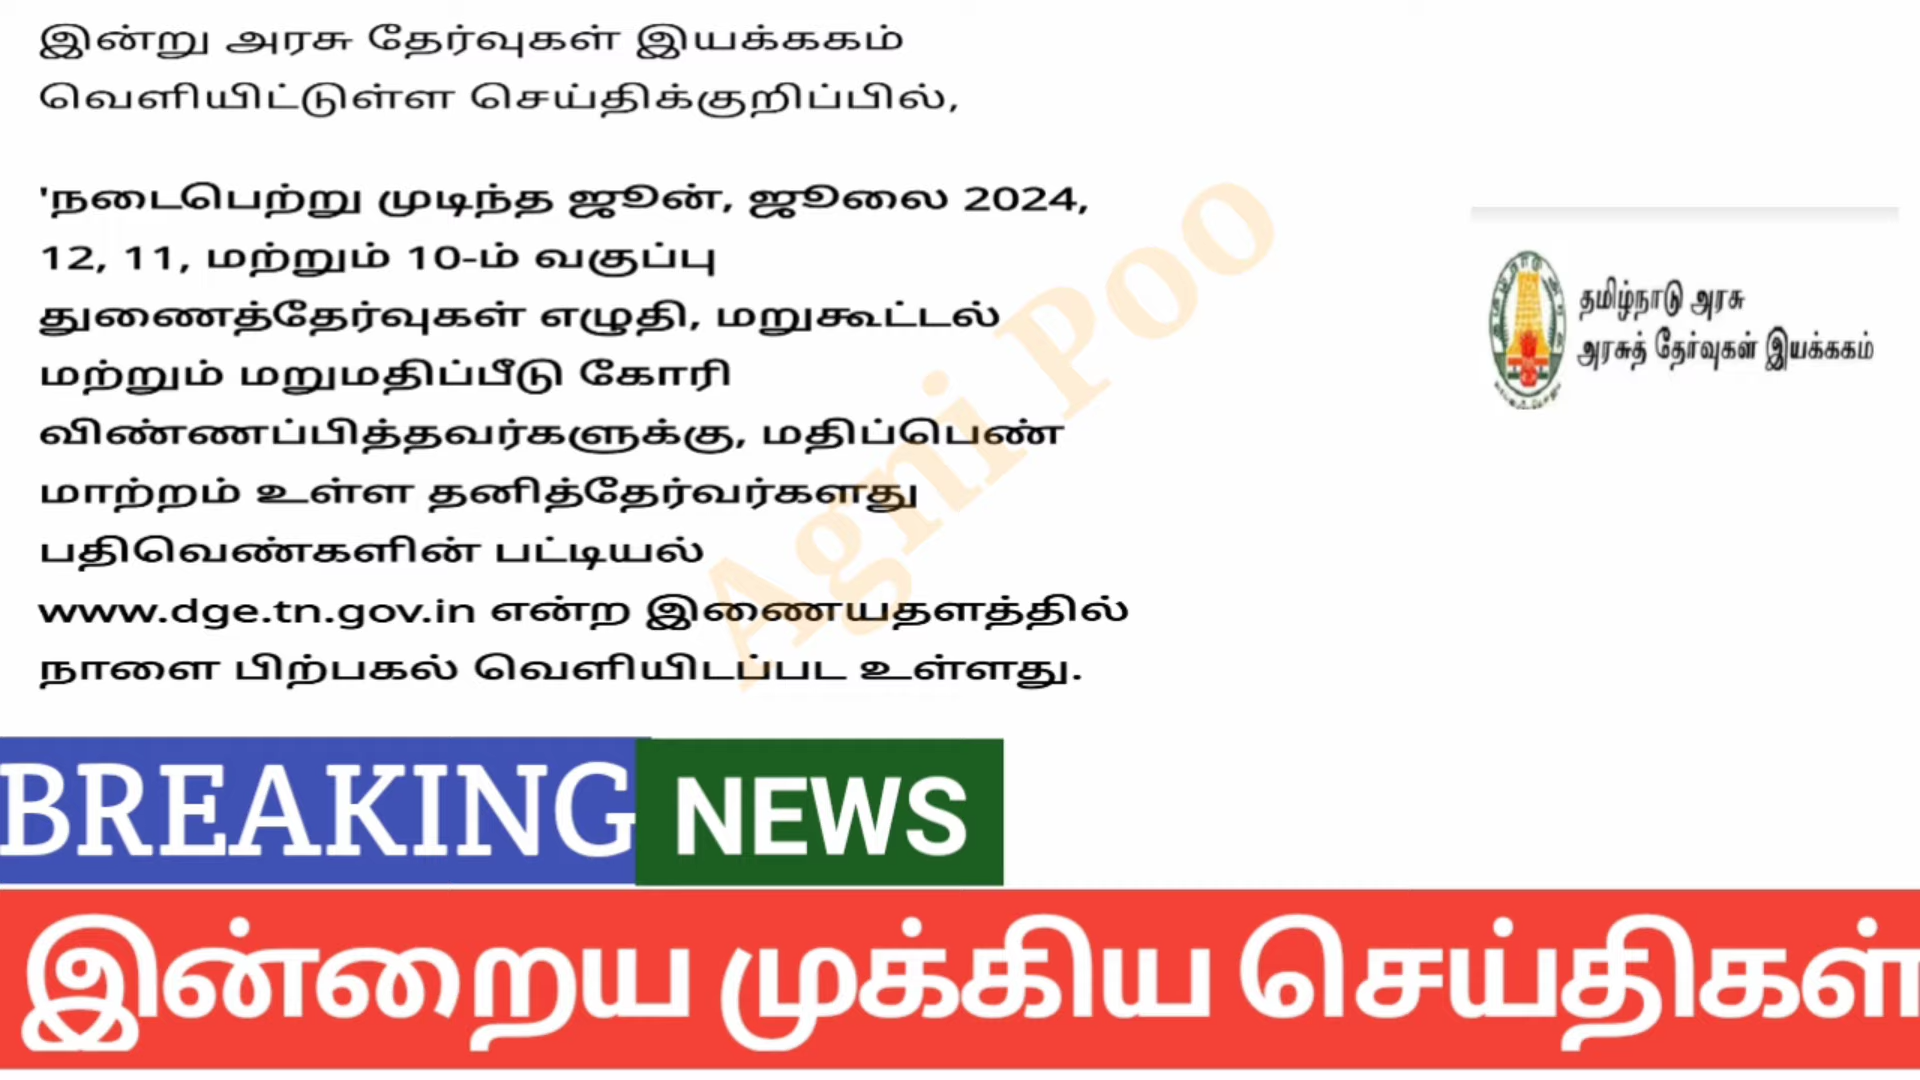 இன்று அரசு தேர்வுகள் இயக்ககம்
வெளியிட்டுள்ள செய்திக்குறிப்பில்,
'நடைபெற்று முடிந்த ஜூன், ஜூலை 2024,
12, 11, மற்றும் 10-ம் வகுப்பு
துணைத்தேர்வுகள் எழுதி, மறுகூட்டல்
மற்றும் மறுமதிப்பீடு கோரி
விண்ணப்பித்தவர்களுக்கு, மதிப்பெண்
மாற்றம் உள்ள தனித்தேர்வர்களது
பதிவெண்களின் பட்டியல்
www.dge.tn.gov.in என்ற இணையதளத்தில்
நாளை பிற்பகல் வெளியிடப்பட உள்ளது.
Agni Poo
தமிழ்நாடு அரசு
அரசுத் தேர்வுகள் இயக்ககம்
BREAKING NEWS
இன்றைய முக்கிய செய்திகள்